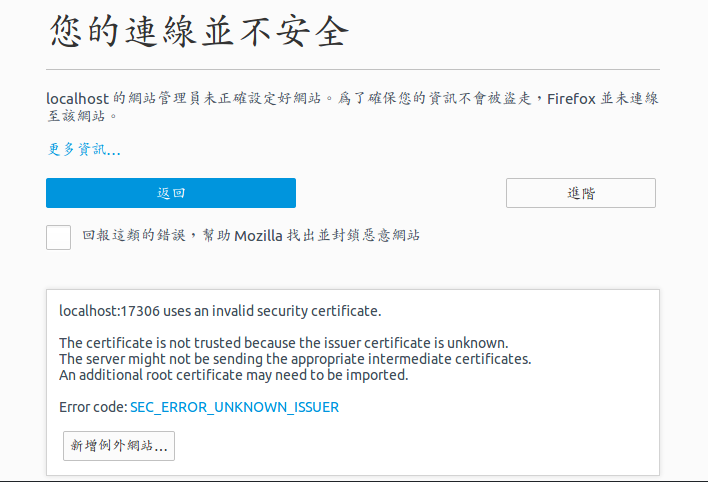 您的連線並不安全
localhost 的網站管理員未正確設定好網站。為了確保您的資訊不會被盜走，Firefox 並未連線
至該網站。
更多資訊…
返回
進階
回報這類的錯誤，幫助 Mozilla 找出並封鎖惡意網站
localhost:17306 uses an invalid security certificate.
The certificate is not trusted because the issuer certificate is unknown.
The server might not be sending the appropriate intermediate certificates.
An additional root certificate may need to be imported.
Error code: SEC_ERROR_UNKNOWN_ISSUER
新增例外網站…